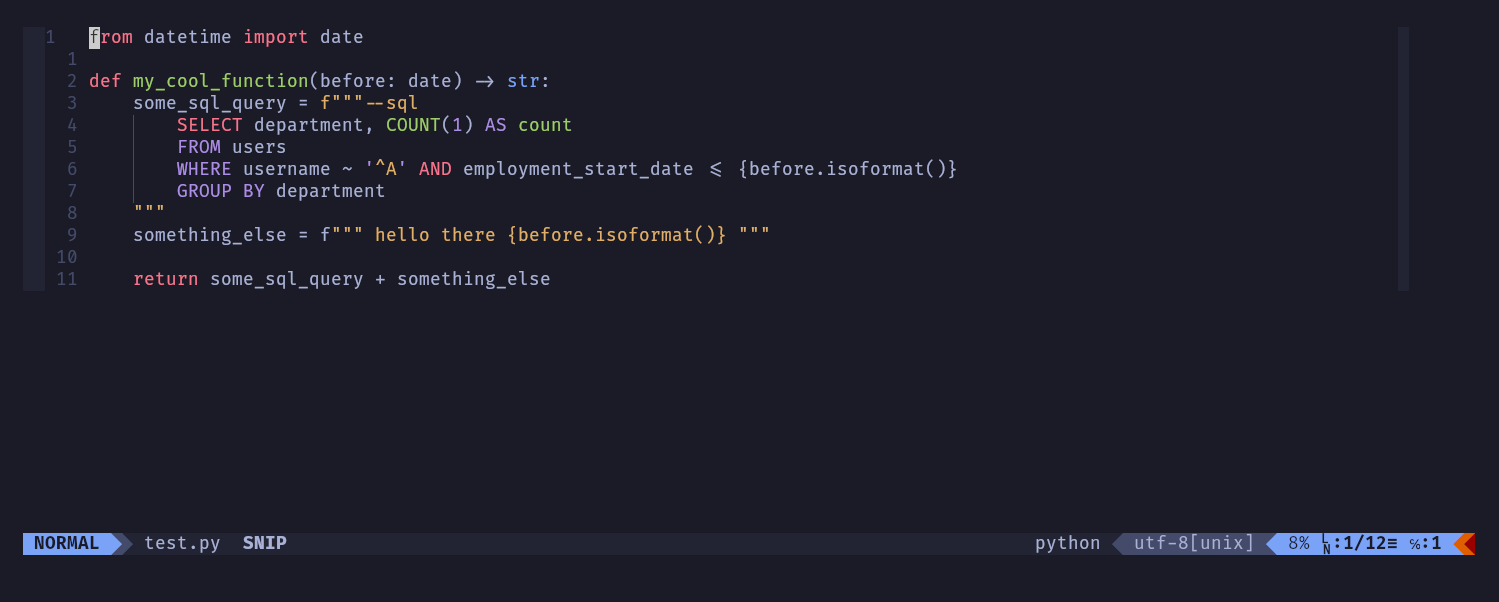 1   from datetime import date
  1
  2 def my_cool_function(before: date) -> str:
  3     some_sql_query = f"""--sql
  4         SELECT department, COUNT(1) AS count
  5         FROM users
  6         WHERE username ~ '^A' AND employment_start_date <= {before.isoformat()}
  7         GROUP BY department
  8     """
  9     something_else = f""" hello there {before.isoformat()} """
 10
 11     return some_sql_query + something_else
NORMAL test.py SNIP python utf-8[unix] 8% LN:1/12≡ ℅:1